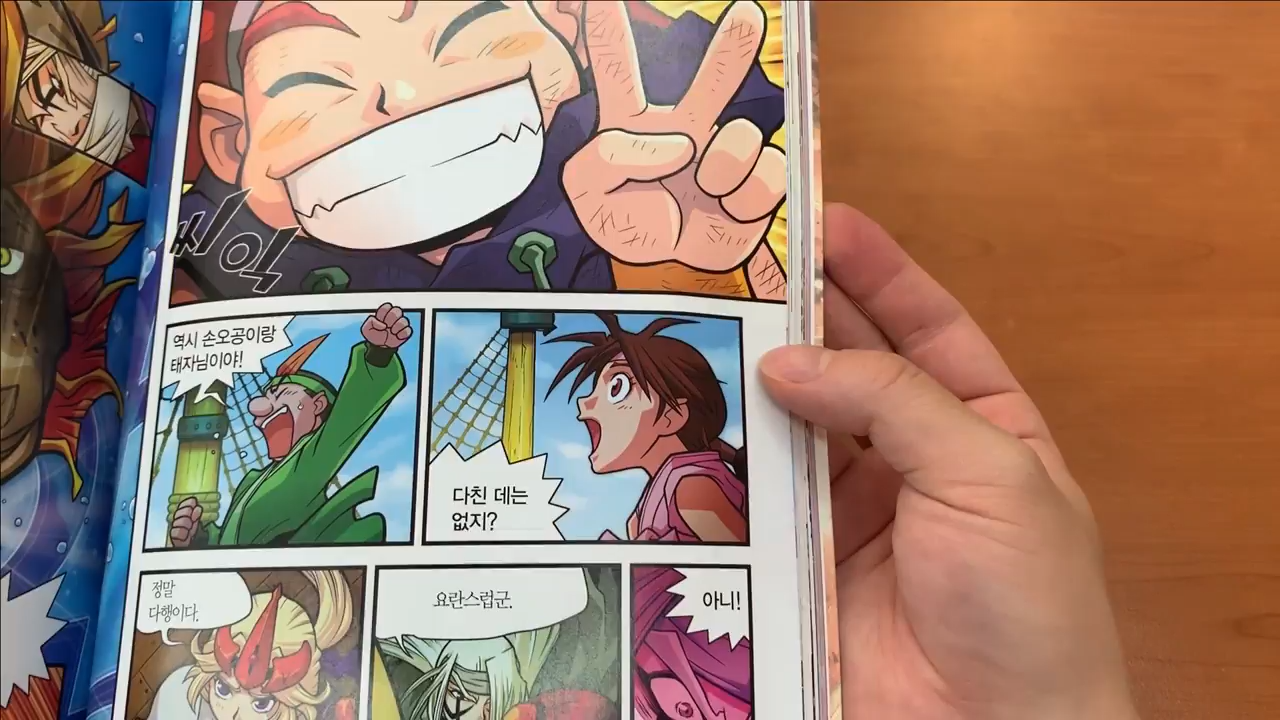 씨익
역시 손오공이랑
태자님이야!
다친 데는
없지?
정말
다행이다.
요란스럽군.
아니!